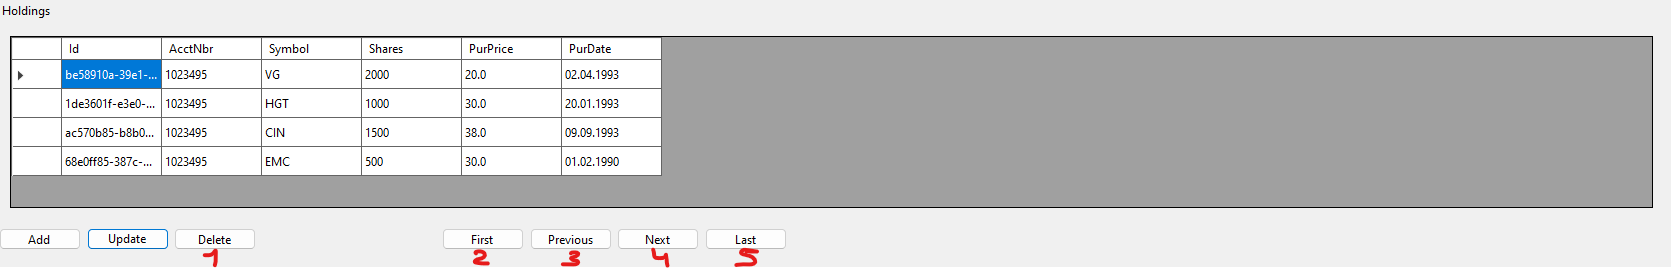 Holdings
Id AcctNbr Symbol Shares PurPrice PurDate
be58910a-39e1-... 1023495 VG 2000 20.0 02.04.1993
1de3601f-e3e0-... 1023495 HGT 1000 30.0 20.01.1993
ac570b85-b8b0... 1023495 CIN 1500 38.0 09.09.1993
68e0ff85-387c-... 1023495 EMC 500 30.0 01.02.1990
Add Update Delete First Previous Next Last
1 2 3 4 5